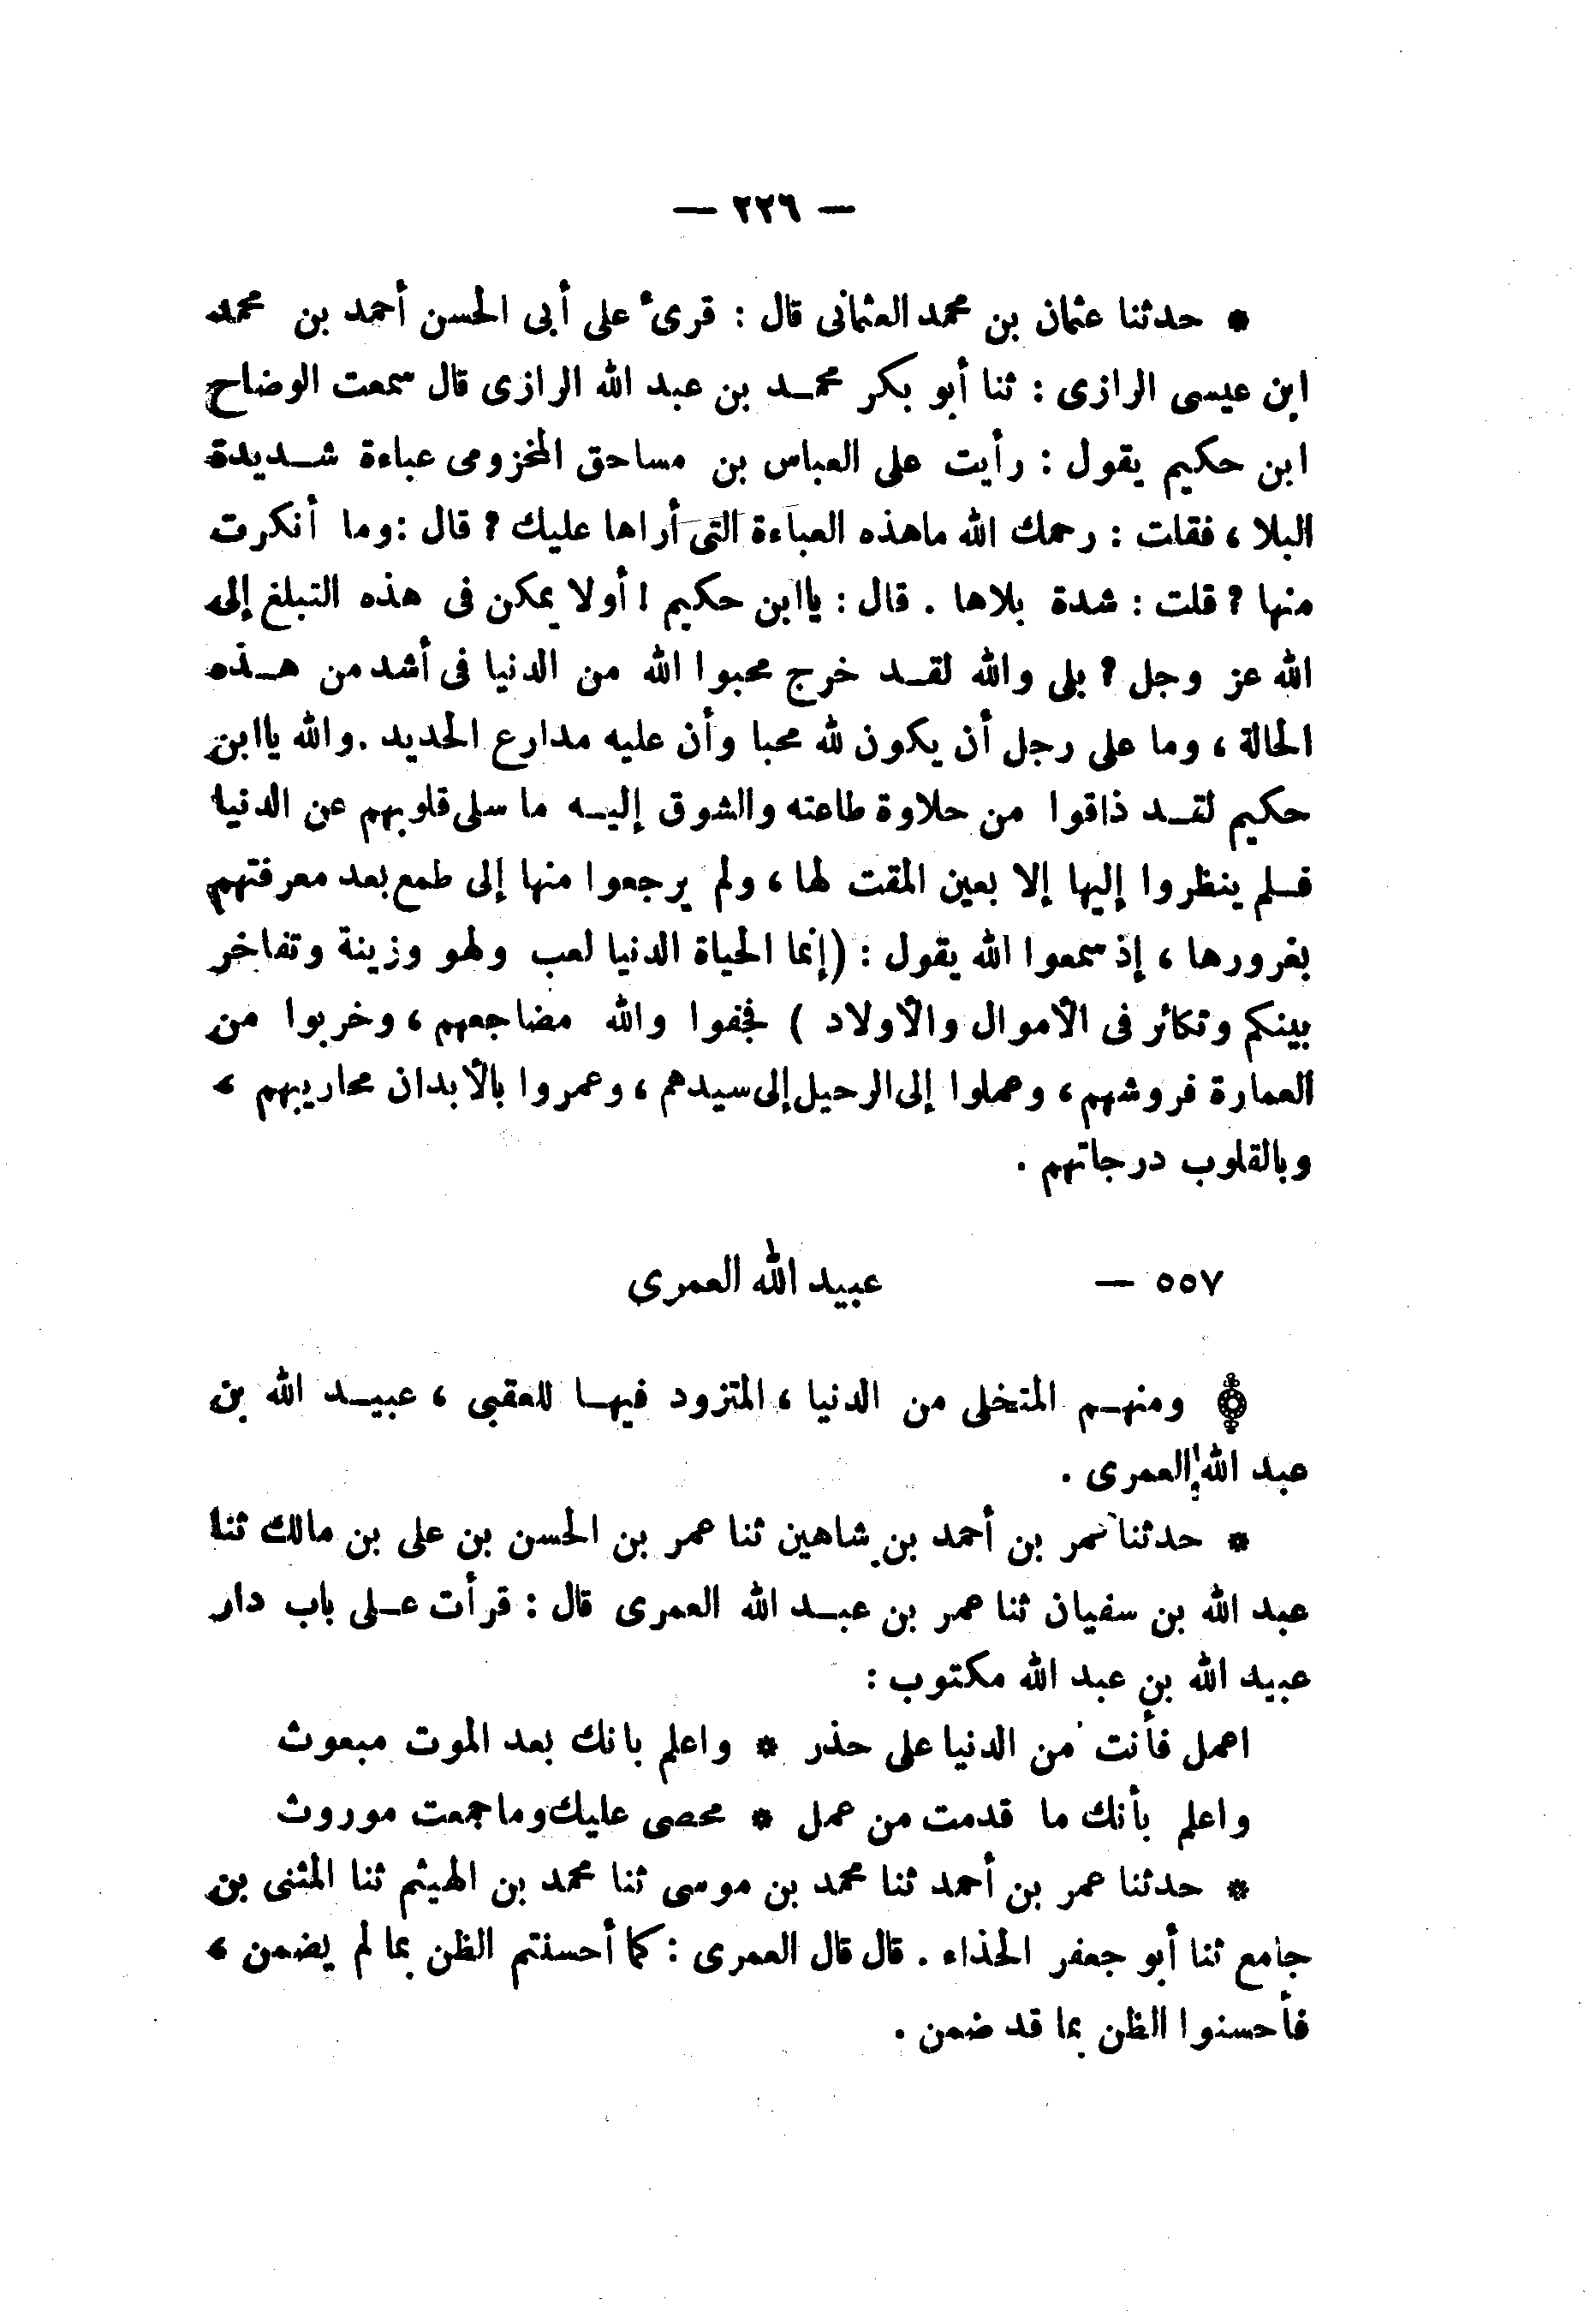 — ٢٢٦ —
* حدثنا عثمان بن محمد العثمانى قال : قرىء على أبى الحسن أحمد بن محمد
ابن عيسى الرازى : ثنا أبو بكر محمد بن عبد الله الرازى قال سمعت الوضاح
ابن حكيم يقول : رأيت على العباس بن مساحق المخزومى عباءة شديدة
البلا ، فقلت : رحمك الله ماهذه العباءة التى أراها عليك ؟ قال : وما أنكرت
منها ؟ قلت : شدة بلاها . قال : ياابن حكيم ! أولا يمكن فى هذه التبلغ إلى
الله عز وجل ؟ بلى والله لقد خرج محبوا الله من الدنيا فى أشد من هذه
الحالة ، وما على رجل أن يكون لله محبا وأن عليه مدارع الحديد . والله ياابن
حكيم لقد ذاقوا من حلاوة طاعته والشوق إليه ما سلى قلوبهم عن الدنيا
فلم ينظروا إليها إلا بعين المقت لها ، ولم يرجعوا منها إلى طمع بعد معرفتهم
بغرورها ، إذ سمعوا الله يقول : (إنما الحياة الدنيا لعب ولهو وزينة وتفاخر
بينكم وتكاثر فى الأموال والأولاد ) فجفوا والله مضاجعهم ، وخربوا من
العمارة فروشهم ، وعملوا إلى الرحيل إلى سيدهم ، وعمروا بالأبدان محاريبهم ،
وبالقلوب درجاتهم .
٥٥٧ — عبيد الله العمرى
ومنهم المتخلى من الدنيا ، المتزود فيها للعقبى ، عبيد الله بن
عبد الله العمرى .
* حدثنا عمر بن أحمد بن شاهين ثنا عمر بن الحسن بن على بن مالك ثنا
عبد الله بن سفيان ثنا عمر بن عبد الله العمرى قال : قرأت على باب دار
عبيد الله بن عبد الله مكتوب :
اعمل فأنت من الدنيا على حذر * واعلم بانك بعد الموت مبعوث
واعلم بأنك ما قدمت من عمل * محصى عليك وما جمعت موروث
* حدثنا عمر بن أحمد ثنا محمد بن موسى ثنا محمد بن الهيثم ثنا المثنى بن
جامع ثنا أبو جعفر الحذاء . قال قال العمرى : كما أحسنتم الظن بما لم يضمن ،
فأحسنوا الظن بما قد ضمن .